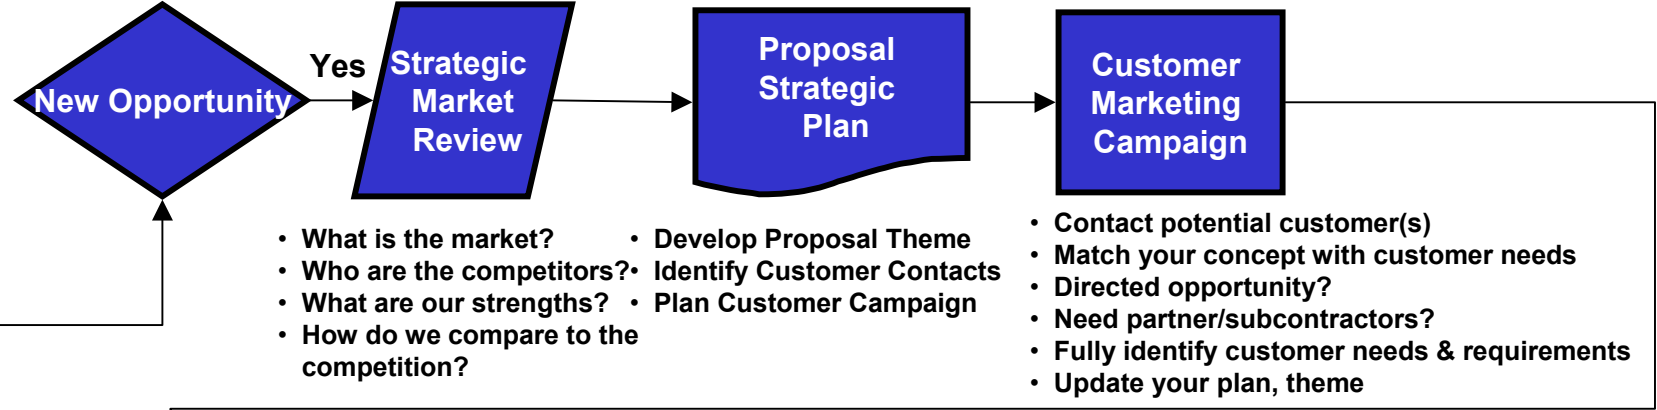 New Opportunity
Yes
Strategic
Market
Review
Proposal
Strategic
Plan
Customer
Marketing
Campaign
• What is the market?
• Who are the competitors?
• What are our strengths?
• How do we compare to the
competition?
• Develop Proposal Theme
• Identify Customer Contacts
• Plan Customer Campaign
• Contact potential customer(s)
• Match your concept with customer needs
• Directed opportunity?
• Need partner/subcontractors?
• Fully identify customer needs & requirements
• Update your plan, theme